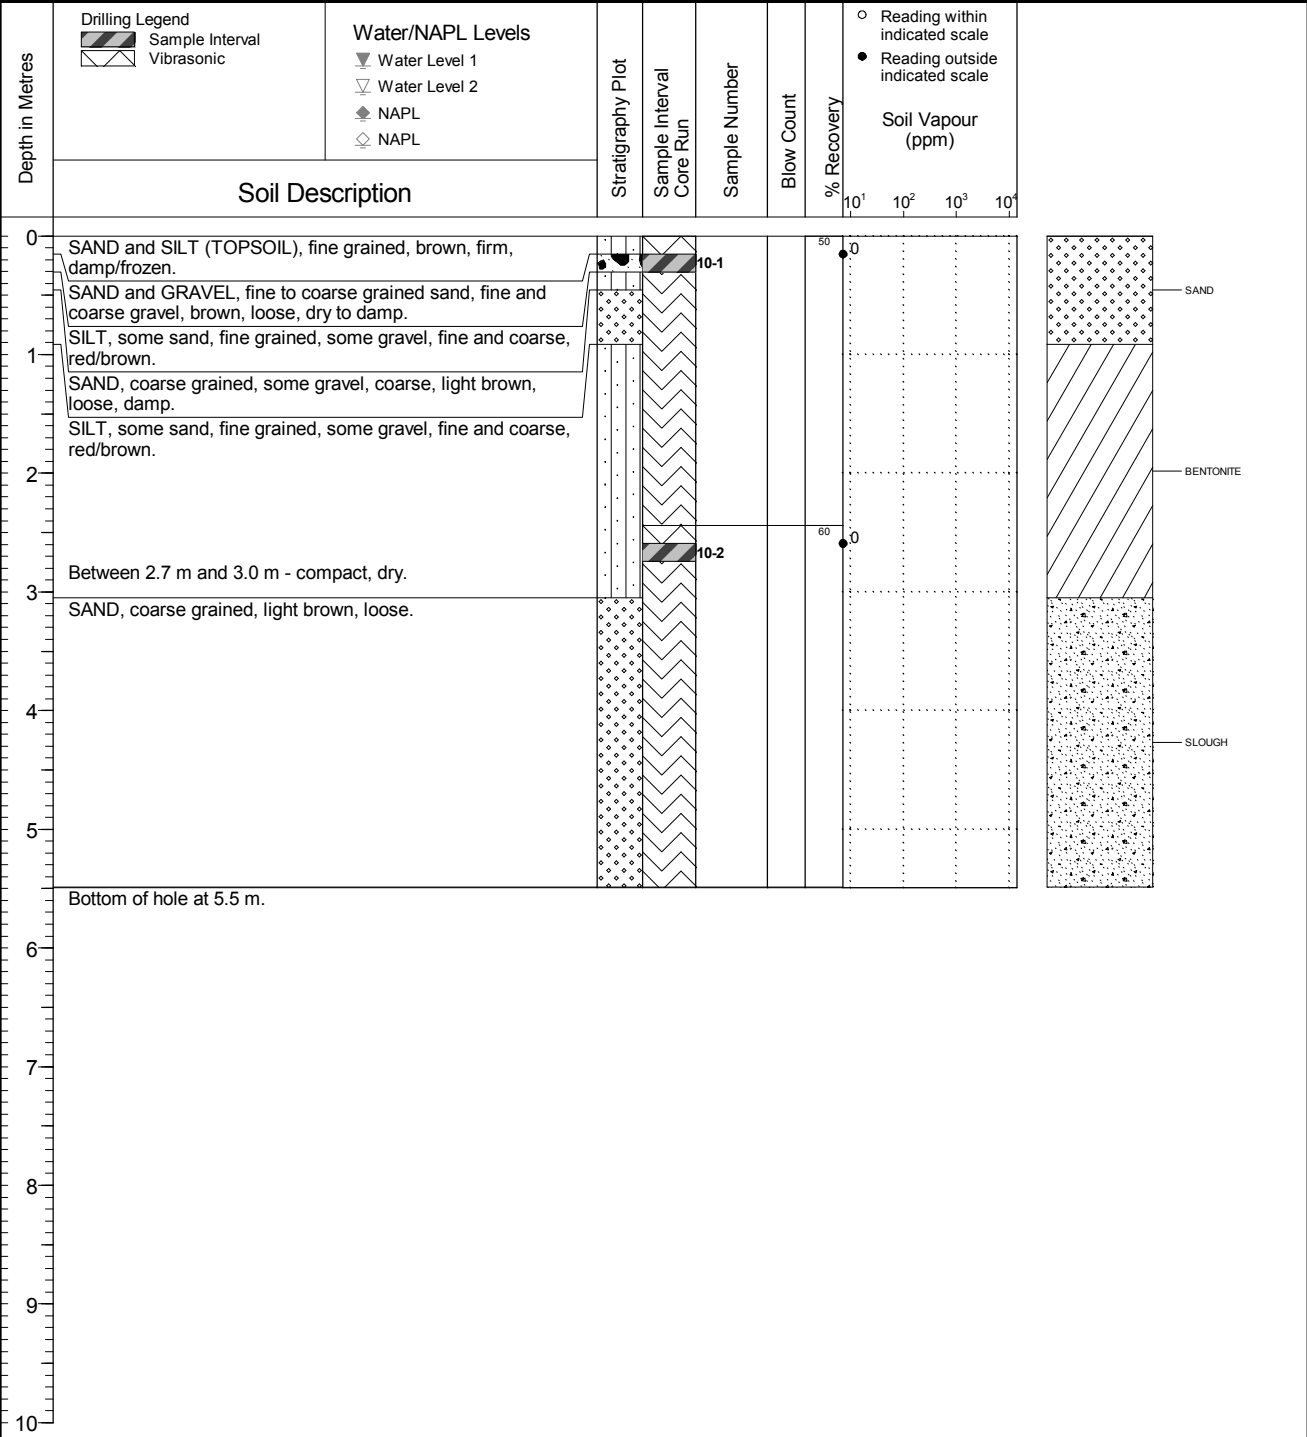 Depth in Metres
Drilling Legend
Sample Interval
Vibrasonic
Water/NAPL Levels
Water Level 1
Water Level 2
NAPL
NAPL
Soil Description
Stratigraphy Plot
Sample Interval
Core Run
Sample Number
Blow Count
% Recovery
Reading within
indicated scale
Reading outside
indicated scale
Soil Vapour
(ppm)
10¹ 10² 10³ 10⁴
0
SAND and SILT (TOPSOIL), fine grained, brown, firm,
damp/frozen.
50
0
10-1
SAND and GRAVEL, fine to coarse grained sand, fine and
coarse gravel, brown, loose, dry to damp.
SAND
SILT, some sand, fine grained, some gravel, fine and coarse,
red/brown.
1
SAND, coarse grained, some gravel, coarse, light brown,
loose, damp.
SILT, some sand, fine grained, some gravel, fine and coarse,
red/brown.
2
BENTONITE
60
0
10-2
Between 2.7 m and 3.0 m - compact, dry.
3
SAND, coarse grained, light brown, loose.
4
SLOUGH
5
Bottom of hole at 5.5 m.
6
7
8
9
10